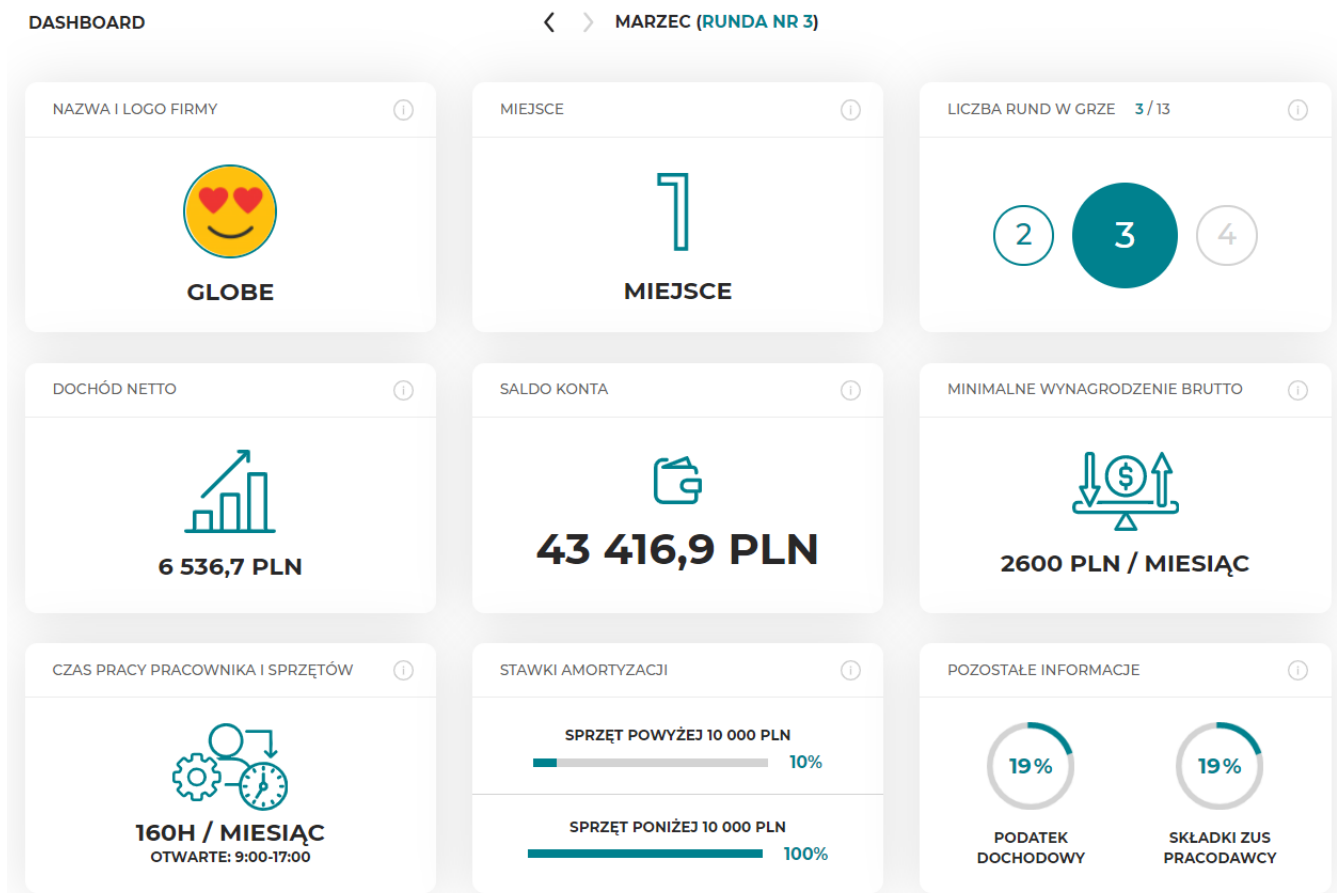 DASHBOARD
MARZEC (RUNDA NR 3)
NAZWA I LOGO FIRMY
GLOBE
MIEJSCE
1
MIEJSCE
LICZBA RUND W GRZE 3 / 13
2 3 4
DOCHÓD NETTO
6 536,7 PLN
SALDO KONTA
43 416,9 PLN
MINIMALNE WYNAGRODZENIE BRUTTO
$
2600 PLN / MIESIĄC
CZAS PRACY PRACOWNIKA I SPRZĘTÓW
160H / MIESIĄC
OTWARTE: 9:00-17:00
STAWKI AMORTYZACJI
SPRZĘT POWYŻEJ 10 000 PLN
10%
SPRZĘT PONIŻEJ 10 000 PLN
100%
POZOSTAŁE INFORMACJE
19%
PODATEK
DOCHODOWY
19%
SKŁADKI ZUS
PRACODAWCY